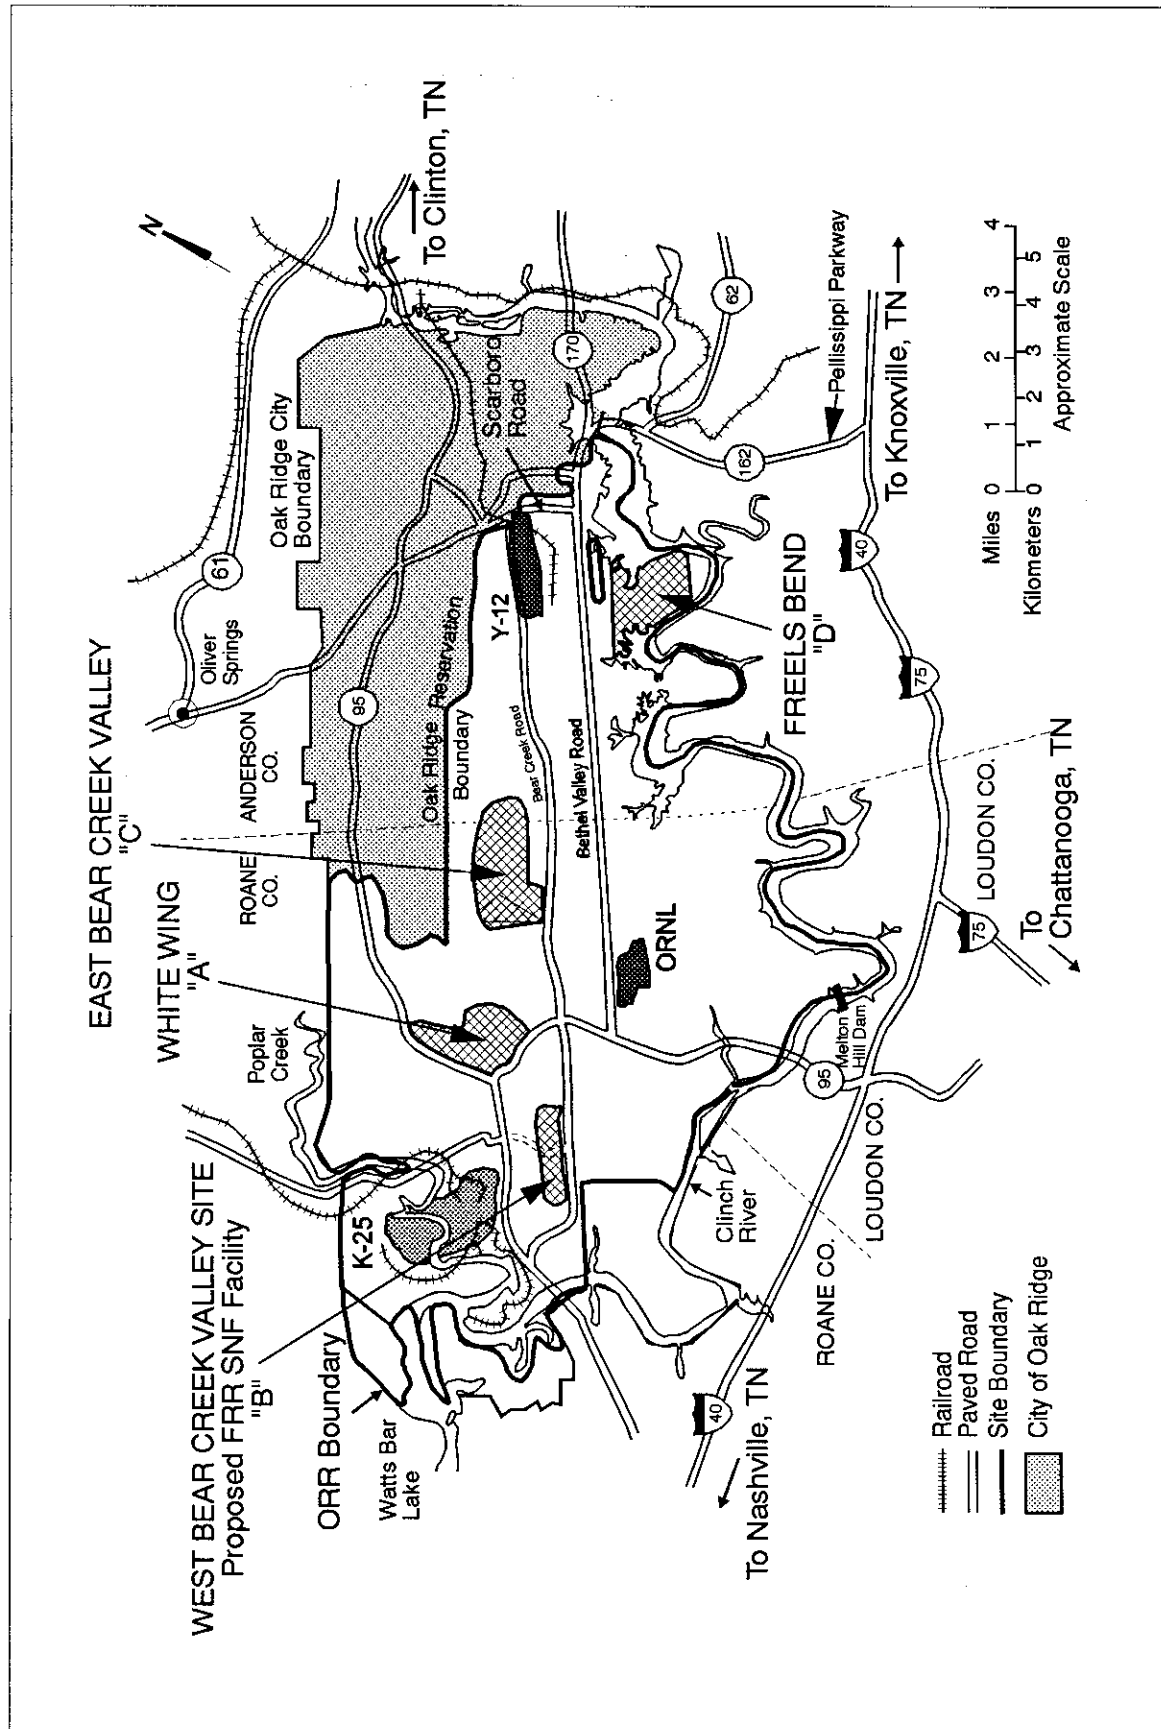 EAST BEAR CREEK VALLEY
"C"
WHITE WING
"A"
WEST BEAR CREEK VALLEY SITE
Proposed FRR SNF Facility
"B"
N
61
Oliver
Springs
ROANE
CO.
ANDERSON
CO.
Oak Ridge City
Boundary
To Clinton, TN
Poplar
Creek
95
Oak Ridge Reservation
Boundary
Scarboro
Road
K-25
Y-12
Bear Creek Road
170
ORR Boundary
Watts Bar
Lake
Bethel Valley Road
ORNL
62
Pellissippi Parkway
162
FREELS BEND
"D"
To Knoxville, TN
Clinch
River
Melton
Hill Dam
95
40
75
ROANE CO.
LOUDON CO.
LOUDON CO.
75
To
Chattanooga, TN
40
To Nashville, TN
Railroad
Paved Road
Site Boundary
City of Oak Ridge
Miles 0 1 2 3 4
Kilometers 0 1 2 3 4 5
Approximate Scale